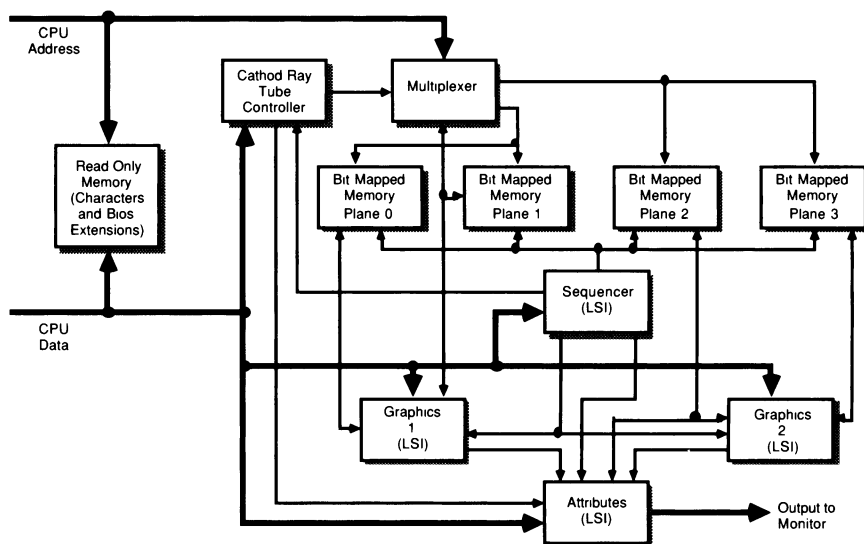 CPU
Address
Cathod Ray
Tube
Controller
Multiplexer
Read Only
Memory
(Characters
and Bios
Extensions)
Bit Mapped
Memory
Plane 0
Bit Mapped
Memory
Plane 1
Bit Mapped
Memory
Plane 2
Bit Mapped
Memory
Plane 3
CPU
Data
Sequencer
(LSI)
Graphics
1
(LSI)
Graphics
2
(LSI)
Attributes
(LSI)
Output to
Monitor